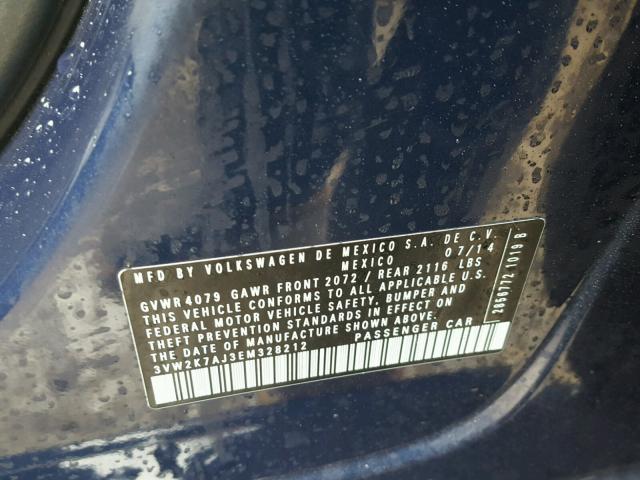 MFD BY VOLKSWAGEN DE MEXICO S.A. DE C.V.
MEXICO 07/14
GVWR 4079 GAWR FRONT 2072 / REAR 2116 LBS
THIS VEHICLE CONFORMS TO ALL APPLICABLE U.S.
FEDERAL MOTOR VEHICLE SAFETY, BUMPER AND
THEFT PREVENTION STANDARDS IN EFFECT ON
THE DATE OF MANUFACTURE SHOWN ABOVE.
3VW2K7AJ3EM328212 PASSENGER CAR
2850772 1019 B